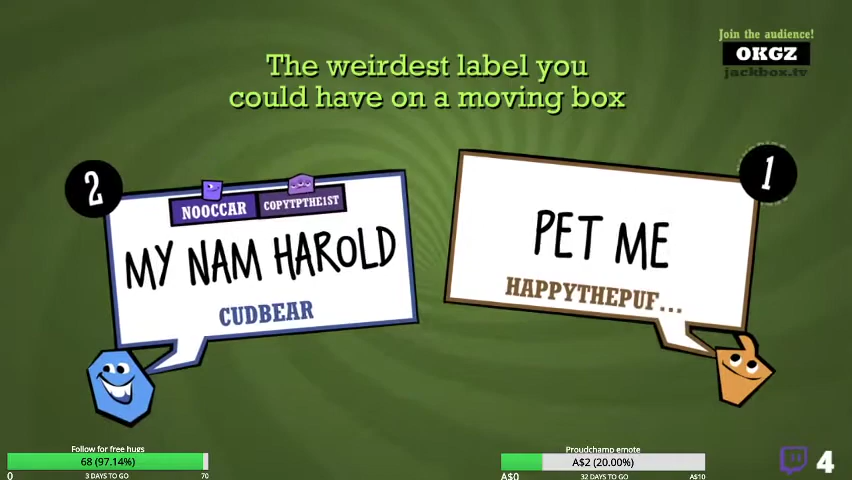 Join the audience!
OKGZ
jackbox.tv
The weirdest label you
could have on a moving box
2
NOOCCAR
COPYTPTHE1ST
MY NAM HAROLD
CUDBEAR
1
PET ME
HAPPYTHEPUF...
Follow for free hugs
68 (97.14%)
0
3 DAYS TO GO
70
Proudchamp emote
A$2 (20.00%)
A$0
32 DAYS TO GO
A$10
4